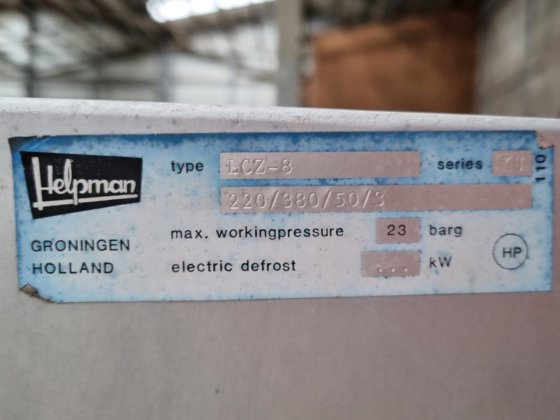 Helpman
GRONINGEN
HOLLAND
type LCZ-8 series
220/380/50/3
max. workingpressure 23 barg
electric defrost ... kW
HP
110